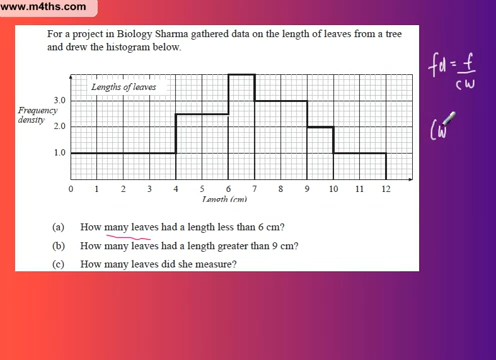 www.m4ths.com
For a project in Biology Sharma gathered data on the length of leaves from a tree
and drew the histogram below.
Lengths of leaves
3.0
Frequency
density
2.0
1.0
0 1 2 3 4 5 6 7 8 9 10 11 12
Length (cm)
(a) How many leaves had a length less than 6 cm?
(b) How many leaves had a length greater than 9 cm?
(c) How many leaves did she measure?
fd = f
cw
cw